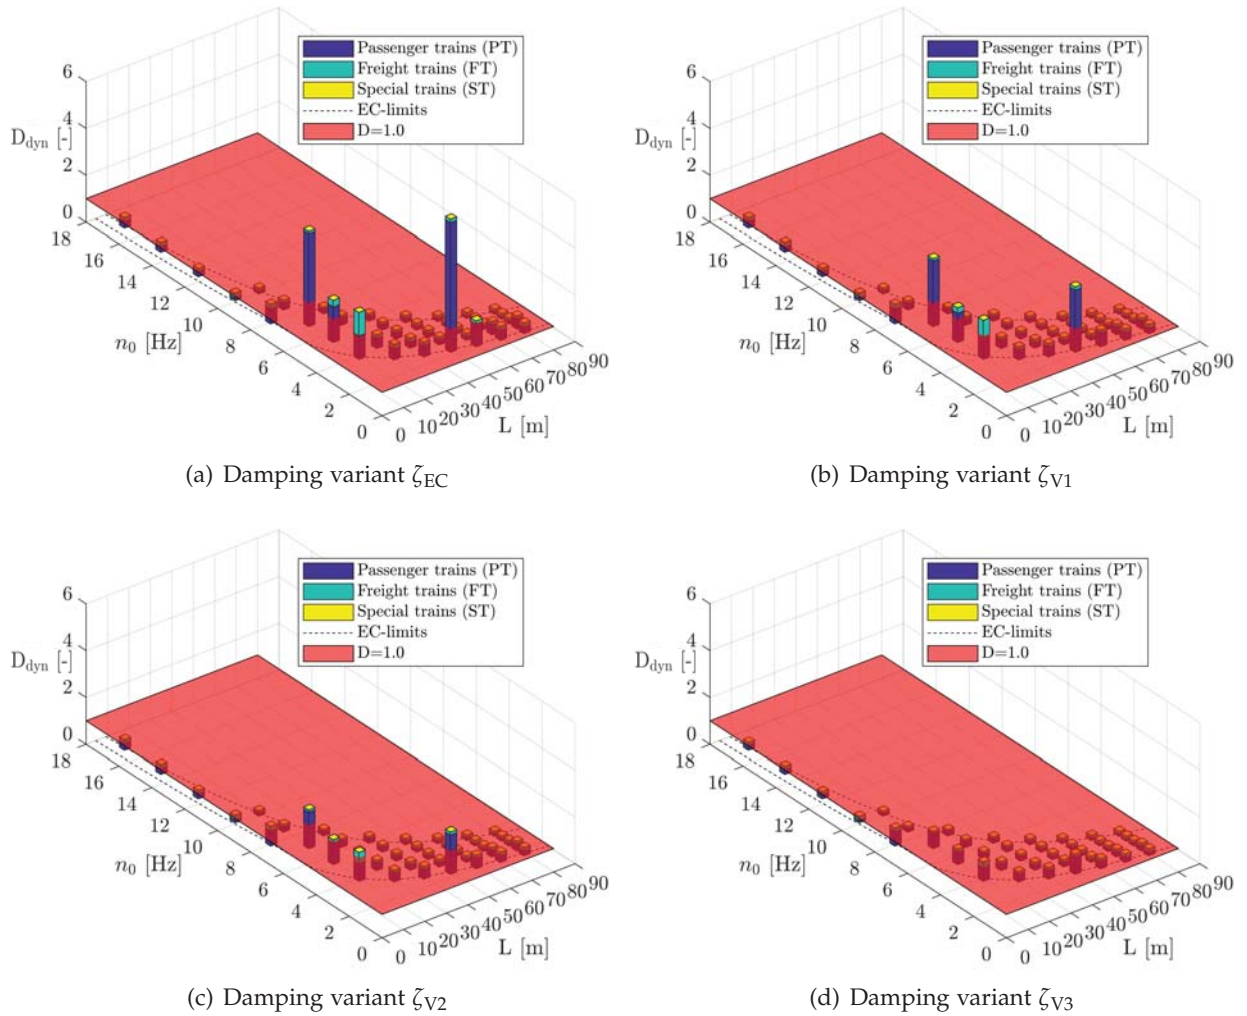 Passenger trains (PT)
Freight trains (FT)
Special trains (ST)
EC-limits
D=1.0
6
4
2
0
D_dyn [-]
18
16
14
12
10
8
6
4
2
0
n_0 [Hz]
0
10
20
30
40
50
60
70
80
90
L [m]
(a) Damping variant ζ_EC
Passenger trains (PT)
Freight trains (FT)
Special trains (ST)
EC-limits
D=1.0
6
4
2
0
D_dyn [-]
18
16
14
12
10
8
6
4
2
0
n_0 [Hz]
0
10
20
30
40
50
60
70
80
90
L [m]
(b) Damping variant ζ_V1
Passenger trains (PT)
Freight trains (FT)
Special trains (ST)
EC-limits
D=1.0
6
4
2
0
D_dyn [-]
18
16
14
12
10
8
6
4
2
0
n_0 [Hz]
0
10
20
30
40
50
60
70
80
90
L [m]
(c) Damping variant ζ_V2
Passenger trains (PT)
Freight trains (FT)
Special trains (ST)
EC-limits
D=1.0
6
4
2
0
D_dyn [-]
18
16
14
12
10
8
6
4
2
0
n_0 [Hz]
0
10
20
30
40
50
60
70
80
90
L [m]
(d) Damping variant ζ_V3